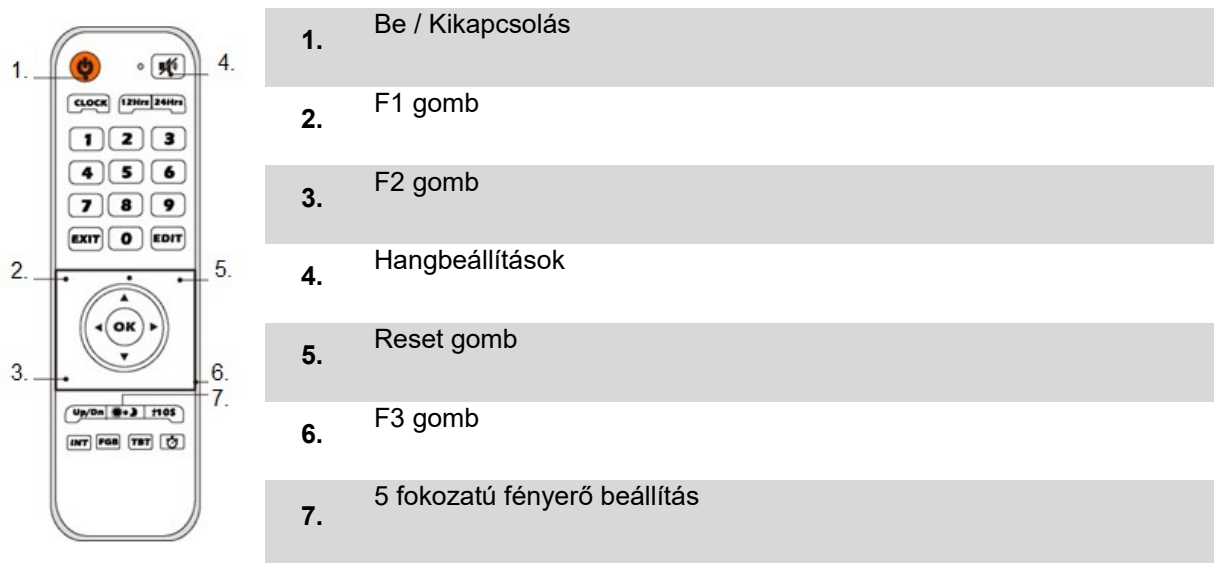 1.
4.
CLOCK 12Hrs 24Hrs
1 2 3
4 5 6
7 8 9
EXIT 0 EDIT
2.
5.
OK
3.
6.
7.
Up/Dn †10S
INT FGB TBT
1. Be / Kikapcsolás
2. F1 gomb
3. F2 gomb
4. Hangbeállítások
5. Reset gomb
6. F3 gomb
7. 5 fokozatú fényerő beállítás